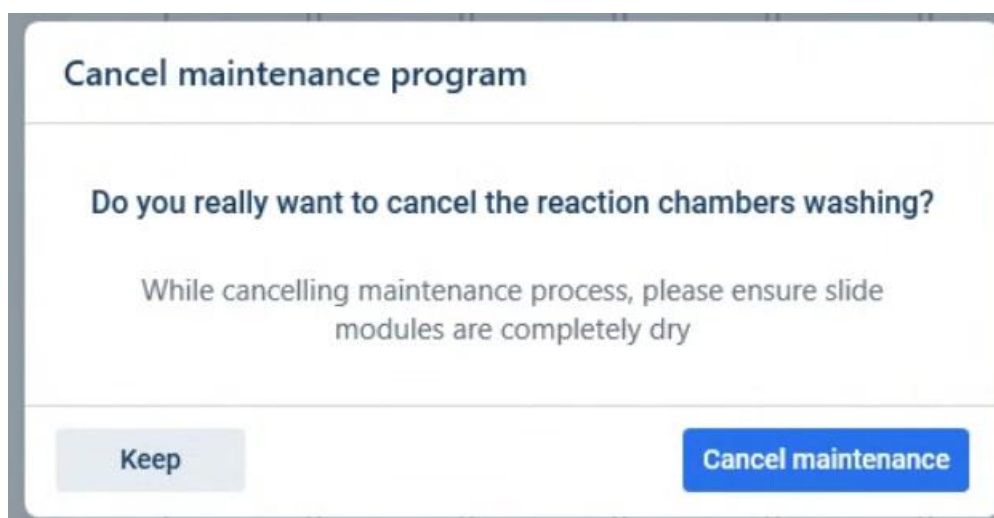 Cancel maintenance program
Do you really want to cancel the reaction chambers washing?
While cancelling maintenance process, please ensure slide
modules are completely dry
Keep
Cancel maintenance